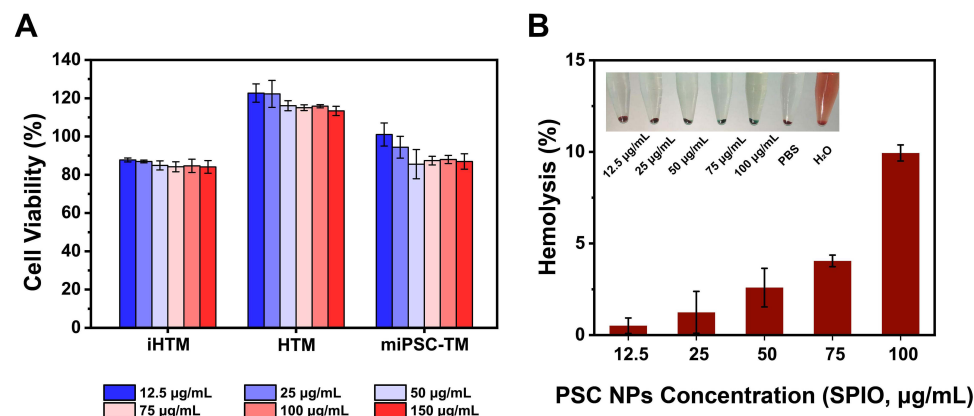 A
B
Cell Viability (%)
140
120
100
80
60
40
20
0
iHTM
HTM
miPSC-TM
12.5 μg/mL
25 μg/mL
50 μg/mL
75 μg/mL
100 μg/mL
150 μg/mL
Hemolysis (%)
15
10
5
0
12.5 μg/mL
25 μg/mL
50 μg/mL
75 μg/mL
100 μg/mL
PBS
H₂O
12.5
25
50
75
100
PSC NPs Concentration (SPIO, μg/mL)